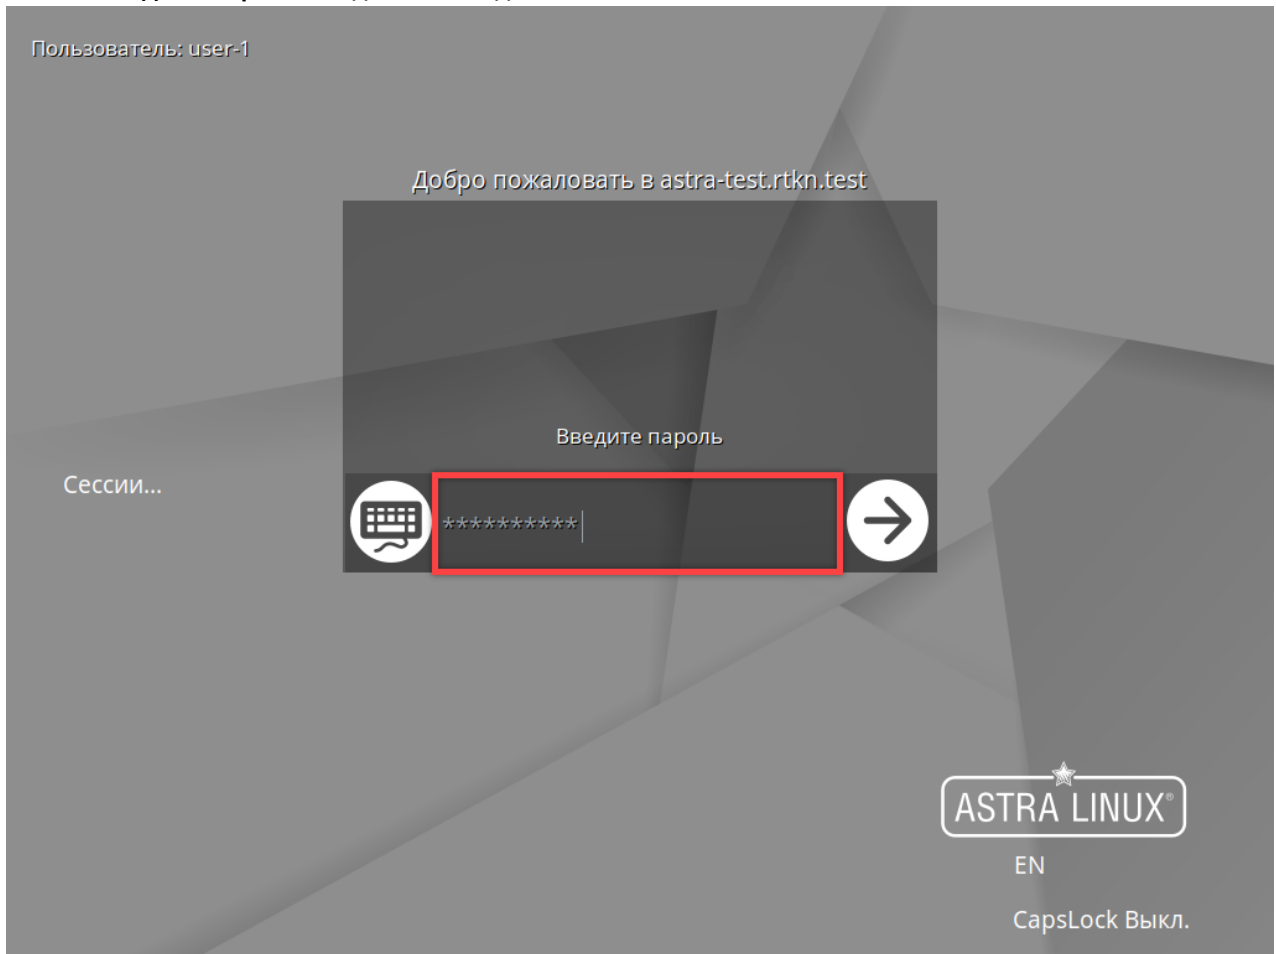 Пользователь: user-1
Добро пожаловать в astra-test.rtkn.test
Введите пароль
Сессии...
**********
ASTRA LINUX®
EN
CapsLock Выкл.